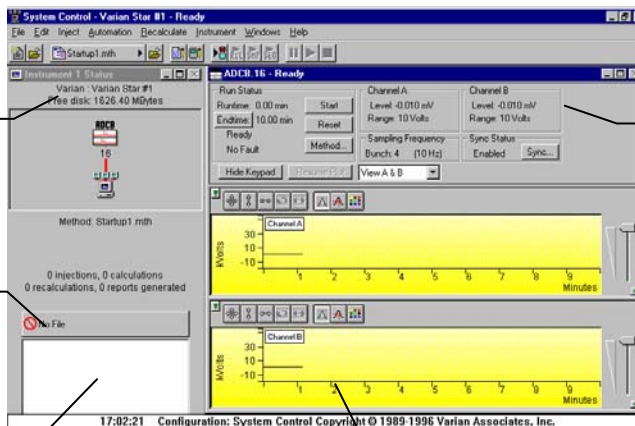 System Control - Varian Star #1 - Ready
File Edit Inject Automation Recalculate Instrument Windows Help
Startup1.mth
Instrument 1 Status
Varian : Varian Star #1
Free disk: 1626.40 MBytes
ADCB
16
Method: Startup1.mth
0 injections, 0 calculations
0 recalculations, 0 reports generated
No File
ADCB.16 - Ready
Run Status
Runtime: 0.00 min
Start
Endtime: 10.00 min
Reset
Ready
No Fault
Method...
Channel A
Level: -0.010 mV
Range: 10 Volts
Channel B
Level: -0.010 mV
Range: 10 Volts
Sampling Frequency
Bunch: 4 (10 Hz)
Sync Status
Enabled Sync...
Hide Keypad Resume Run View A & B
Channel A
kVolts
30
10
-10
1 2 3 4 5 6 7 8 9
Minutes
Channel B
kVolts
30
10
-10
1 2 3 4 5 6 7 8 9
Minutes
17:02:21 Configuration: System Control Copyright © 1989-1996 Varian Associates, Inc.